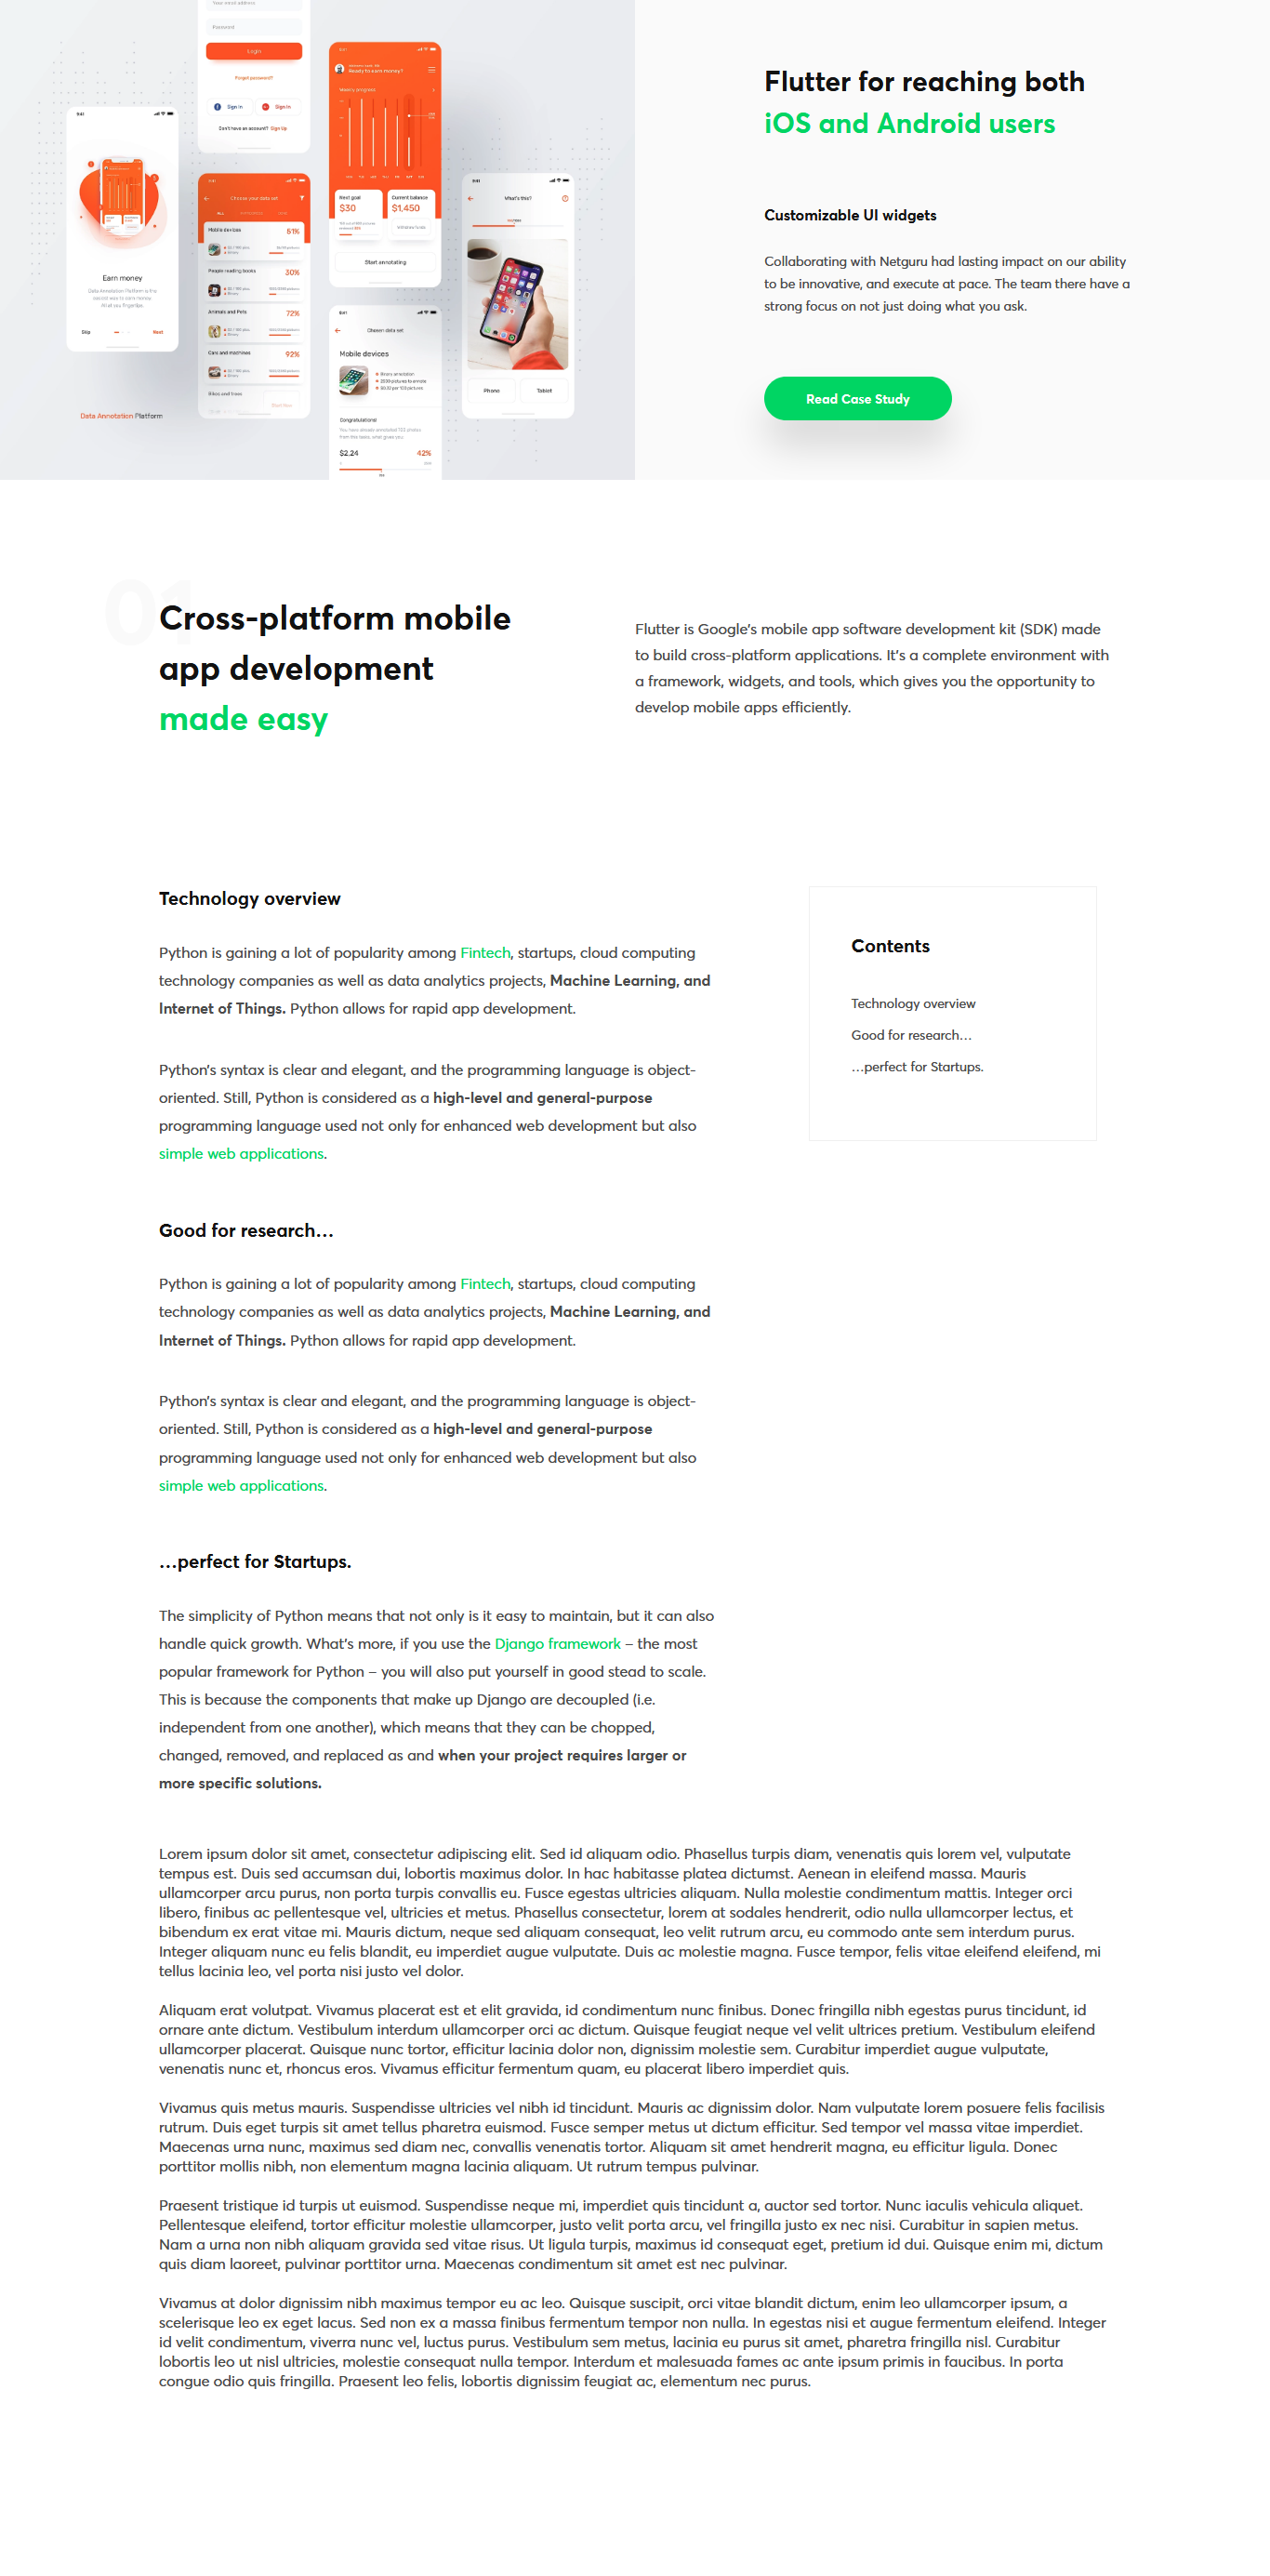 Your email address
Password
Login
Forgot password?
Sign In
Sign In
Don't have an account? Sign Up
9:41
Earn money
Data Annotation Platform is the
easiest way to earn money.
All at your fingertips.
Skip
Next
Data Annotation Platform
9:41
Choose your data set
ALL
Mobile devices
51%
People reading books
30%
Animals and Pets
72%
Cars and machines
92%
Bikes and trees
9:41
Ready to earn money?
Weekly progress
Next goal
$30
Current balance
$1,450
Withdraw funds
Start annotating
9:41
Chosen data set
Mobile devices
Binary annotation
Congratulations!
You have already annotated 723 photos
$2.24
42%
9:41
What's this?
Phone
Tablet
Flutter for reaching both
iOS and Android users
Customizable UI widgets
Collaborating with Netguru had lasting impact on our ability
to be innovative, and execute at pace. The team there have a
strong focus on not just doing what you ask.
Read Case Study
01
Cross-platform mobile
app development
made easy
Flutter is Google's mobile app software development kit (SDK) made
to build cross-platform applications. It's a complete environment with
a framework, widgets, and tools, which gives you the opportunity to
develop mobile apps efficiently.
Technology overview
Python is gaining a lot of popularity among Fintech, startups, cloud computing
technology companies as well as data analytics projects, Machine Learning, and
Internet of Things. Python allows for rapid app development.
Python's syntax is clear and elegant, and the programming language is object-
oriented. Still, Python is considered as a high-level and general-purpose
programming language used not only for enhanced web development but also
simple web applications.
Contents
Technology overview
Good for research…
…perfect for Startups.
Good for research…
Python is gaining a lot of popularity among Fintech, startups, cloud computing
technology companies as well as data analytics projects, Machine Learning, and
Internet of Things. Python allows for rapid app development.
Python's syntax is clear and elegant, and the programming language is object-
oriented. Still, Python is considered as a high-level and general-purpose
programming language used not only for enhanced web development but also
simple web applications.
…perfect for Startups.
The simplicity of Python means that not only is it easy to maintain, but it can also
handle quick growth. What's more, if you use the Django framework – the most
popular framework for Python – you will also put yourself in good stead to scale.
This is because the components that make up Django are decoupled (i.e.
independent from one another), which means that they can be chopped,
changed, removed, and replaced as and when your project requires larger or
more specific solutions.
Lorem ipsum dolor sit amet, consectetur adipiscing elit. Sed id aliquam odio. Phasellus turpis diam, venenatis quis lorem vel, vulputate
tempus est. Duis sed accumsan dui, lobortis maximus dolor. In hac habitasse platea dictumst. Aenean in eleifend massa. Mauris
ullamcorper arcu purus, non porta turpis convallis eu. Fusce egestas ultricies aliquam. Nulla molestie condimentum mattis. Integer orci
libero, finibus ac pellentesque vel, ultricies et metus. Phasellus consectetur, lorem at sodales hendrerit, odio nulla ullamcorper lectus, et
bibendum ex erat vitae mi. Mauris dictum, neque sed aliquam consequat, leo velit rutrum arcu, eu commodo ante sem interdum purus.
Integer aliquam nunc eu felis blandit, eu imperdiet augue vulputate. Duis ac molestie magna. Fusce tempor, felis vitae eleifend eleifend, mi
tellus lacinia leo, vel porta nisi justo vel dolor.
Aliquam erat volutpat. Vivamus placerat est et elit gravida, id condimentum nunc finibus. Donec fringilla nibh egestas purus tincidunt, id
ornare ante dictum. Vestibulum interdum ullamcorper orci ac dictum. Quisque feugiat neque vel velit ultrices pretium. Vestibulum eleifend
ullamcorper placerat. Quisque nunc tortor, efficitur lacinia dolor non, dignissim molestie sem. Curabitur imperdiet augue vulputate,
venenatis nunc et, rhoncus eros. Vivamus efficitur fermentum quam, eu placerat libero imperdiet quis.
Vivamus quis metus mauris. Suspendisse ultricies vel nibh id tincidunt. Mauris ac dignissim dolor. Nam vulputate lorem posuere felis facilisis
rutrum. Duis eget turpis sit amet tellus pharetra euismod. Fusce semper metus ut dictum efficitur. Sed tempor vel massa vitae imperdiet.
Maecenas urna nunc, maximus sed diam nec, convallis venenatis tortor. Aliquam sit amet hendrerit magna, eu efficitur ligula. Donec
porttitor mollis nibh, non elementum magna lacinia aliquam. Ut rutrum tempus pulvinar.
Praesent tristique id turpis ut euismod. Suspendisse neque mi, imperdiet quis tincidunt a, auctor sed tortor. Nunc iaculis vehicula aliquet.
Pellentesque eleifend, tortor efficitur molestie ullamcorper, justo velit porta arcu, vel fringilla justo ex nec nisi. Curabitur in sapien metus.
Nam a urna non nibh aliquam gravida sed vitae risus. Ut ligula turpis, maximus id consequat eget, pretium id dui. Quisque enim mi, dictum
quis diam laoreet, pulvinar porttitor urna. Maecenas condimentum sit amet est nec pulvinar.
Vivamus at dolor dignissim nibh maximus tempor eu ac leo. Quisque suscipit, orci vitae blandit dictum, enim leo ullamcorper ipsum, a
scelerisque leo ex eget lacus. Sed non ex a massa finibus fermentum tempor non nulla. In egestas nisi et augue fermentum eleifend. Integer
id velit condimentum, viverra nunc vel, luctus purus. Vestibulum sem metus, lacinia eu purus sit amet, pharetra fringilla nisl. Curabitur
lobortis leo ut nisl ultricies, molestie consequat nulla tempor. Interdum et malesuada fames ac ante ipsum primis in faucibus. In porta
congue odio quis fringilla. Praesent leo felis, lobortis dignissim feugiat ac, elementum nec purus.